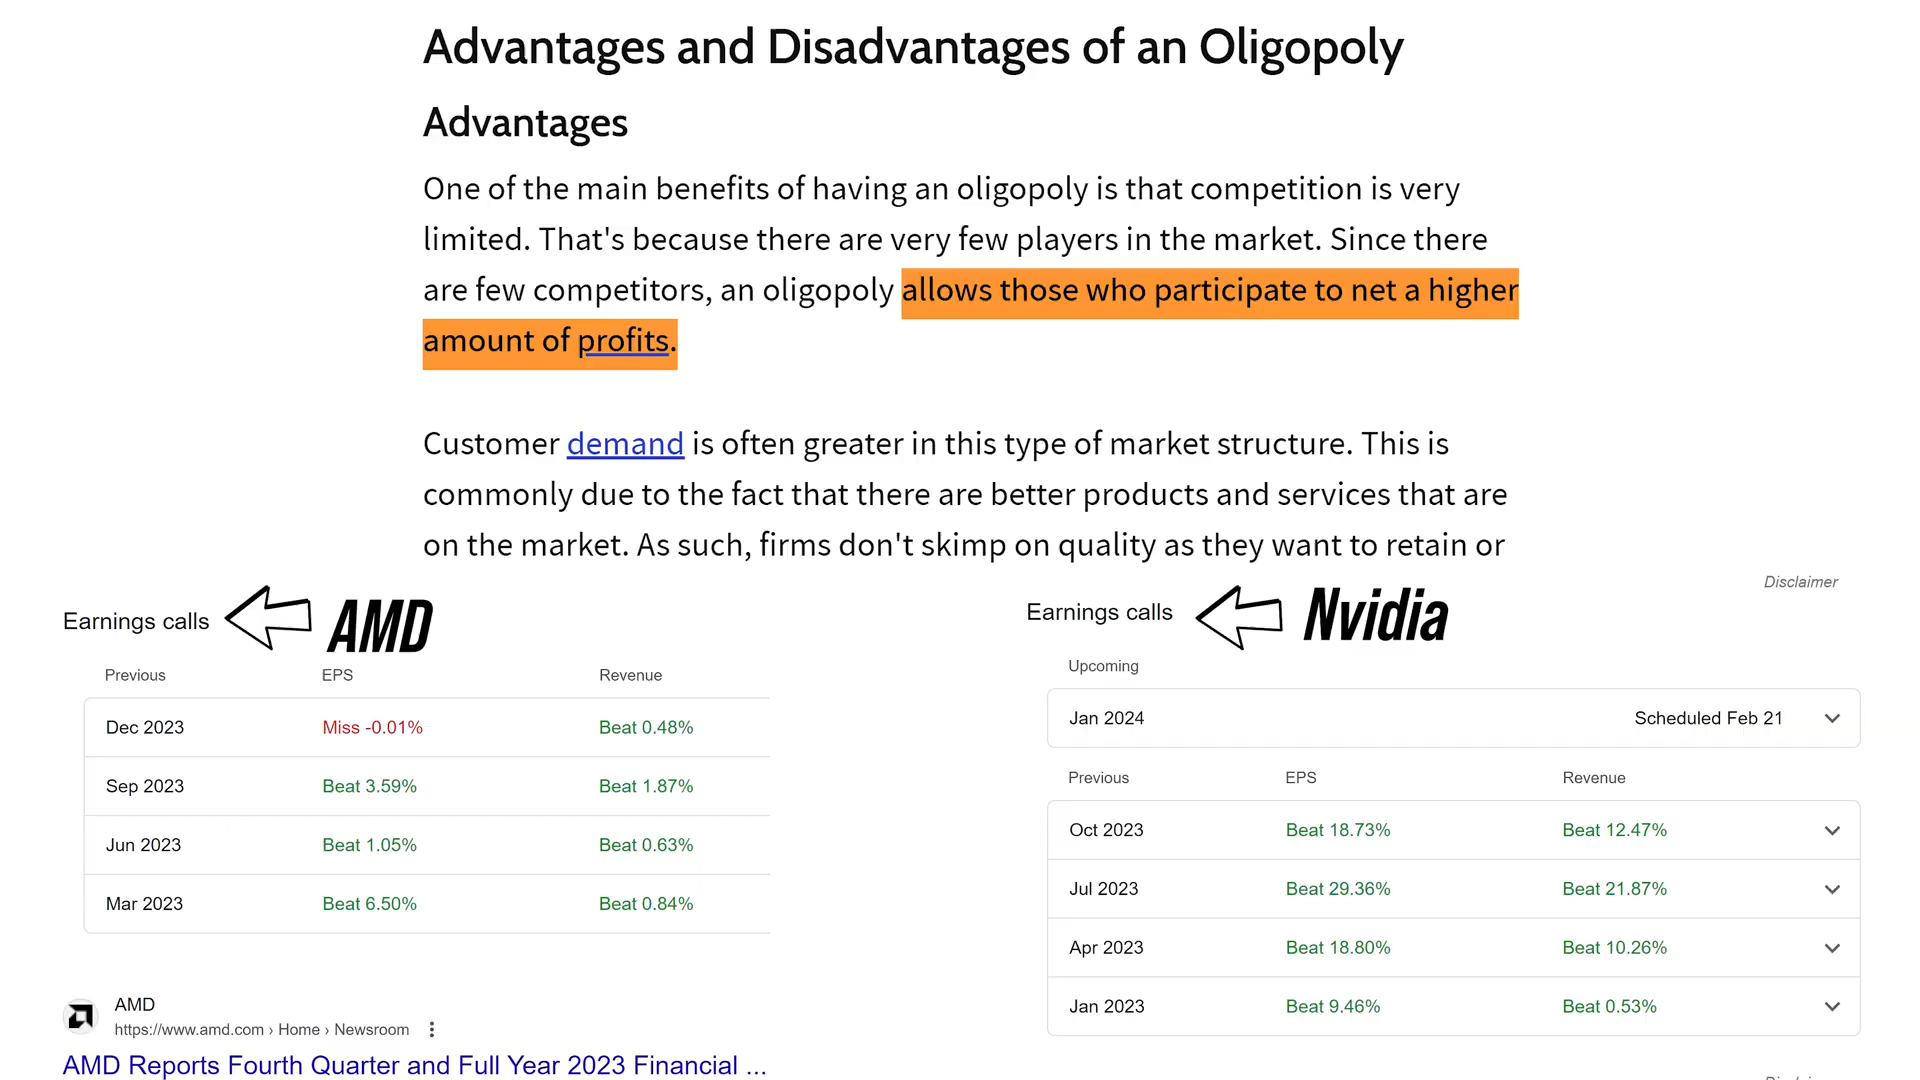 Advantages and Disadvantages of an Oligopoly
Advantages
One of the main benefits of having an oligopoly is that competition is very
limited. That's because there are very few players in the market. Since there
are few competitors, an oligopoly allows those who participate to net a higher
amount of profits.
Customer demand is often greater in this type of market structure. This is
commonly due to the fact that there are better products and services that are
on the market. As such, firms don't skimp on quality as they want to retain or
Earnings calls AMD
Previous EPS Revenue
Dec 2023 Miss -0.01% Beat 0.48%
Sep 2023 Beat 3.59% Beat 1.87%
Jun 2023 Beat 1.05% Beat 0.63%
Mar 2023 Beat 6.50% Beat 0.84%
AMD
https://www.amd.com › Home › Newsroom
AMD Reports Fourth Quarter and Full Year 2023 Financial ...
Disclaimer
Earnings calls Nvidia
Upcoming
Jan 2024 Scheduled Feb 21
Previous EPS Revenue
Oct 2023 Beat 18.73% Beat 12.47%
Jul 2023 Beat 29.36% Beat 21.87%
Apr 2023 Beat 18.80% Beat 10.26%
Jan 2023 Beat 9.46% Beat 0.53%